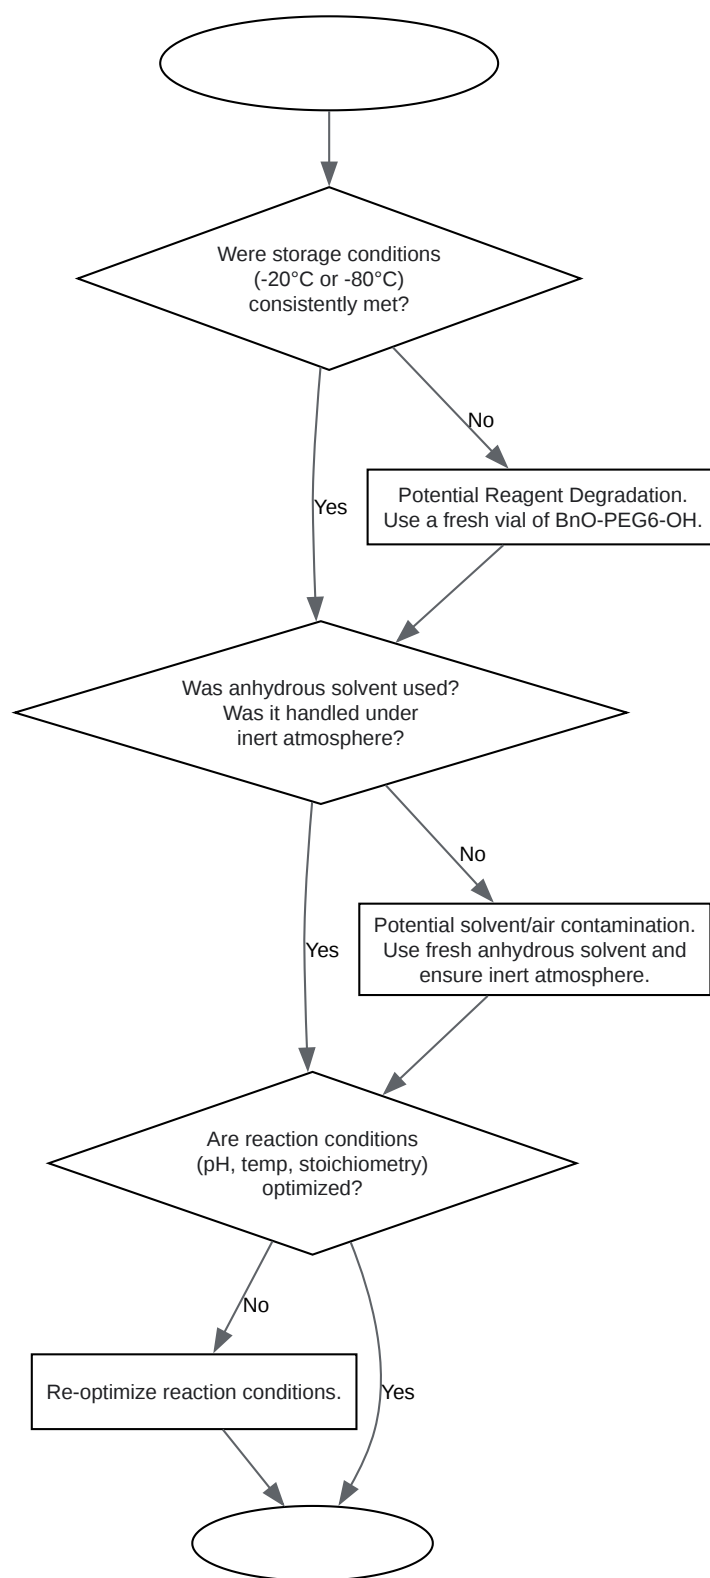 Were storage conditions
(-20°C or -80°C)
consistently met?
No
Potential Reagent Degradation.
Use a fresh vial of BnO-PEG6-OH.
Yes
Was anhydrous solvent used?
Was it handled under
inert atmosphere?
No
Potential solvent/air contamination.
Use fresh anhydrous solvent and
ensure inert atmosphere.
Yes
Are reaction conditions
(pH, temp, stoichiometry)
optimized?
No
Re-optimize reaction conditions.
Yes